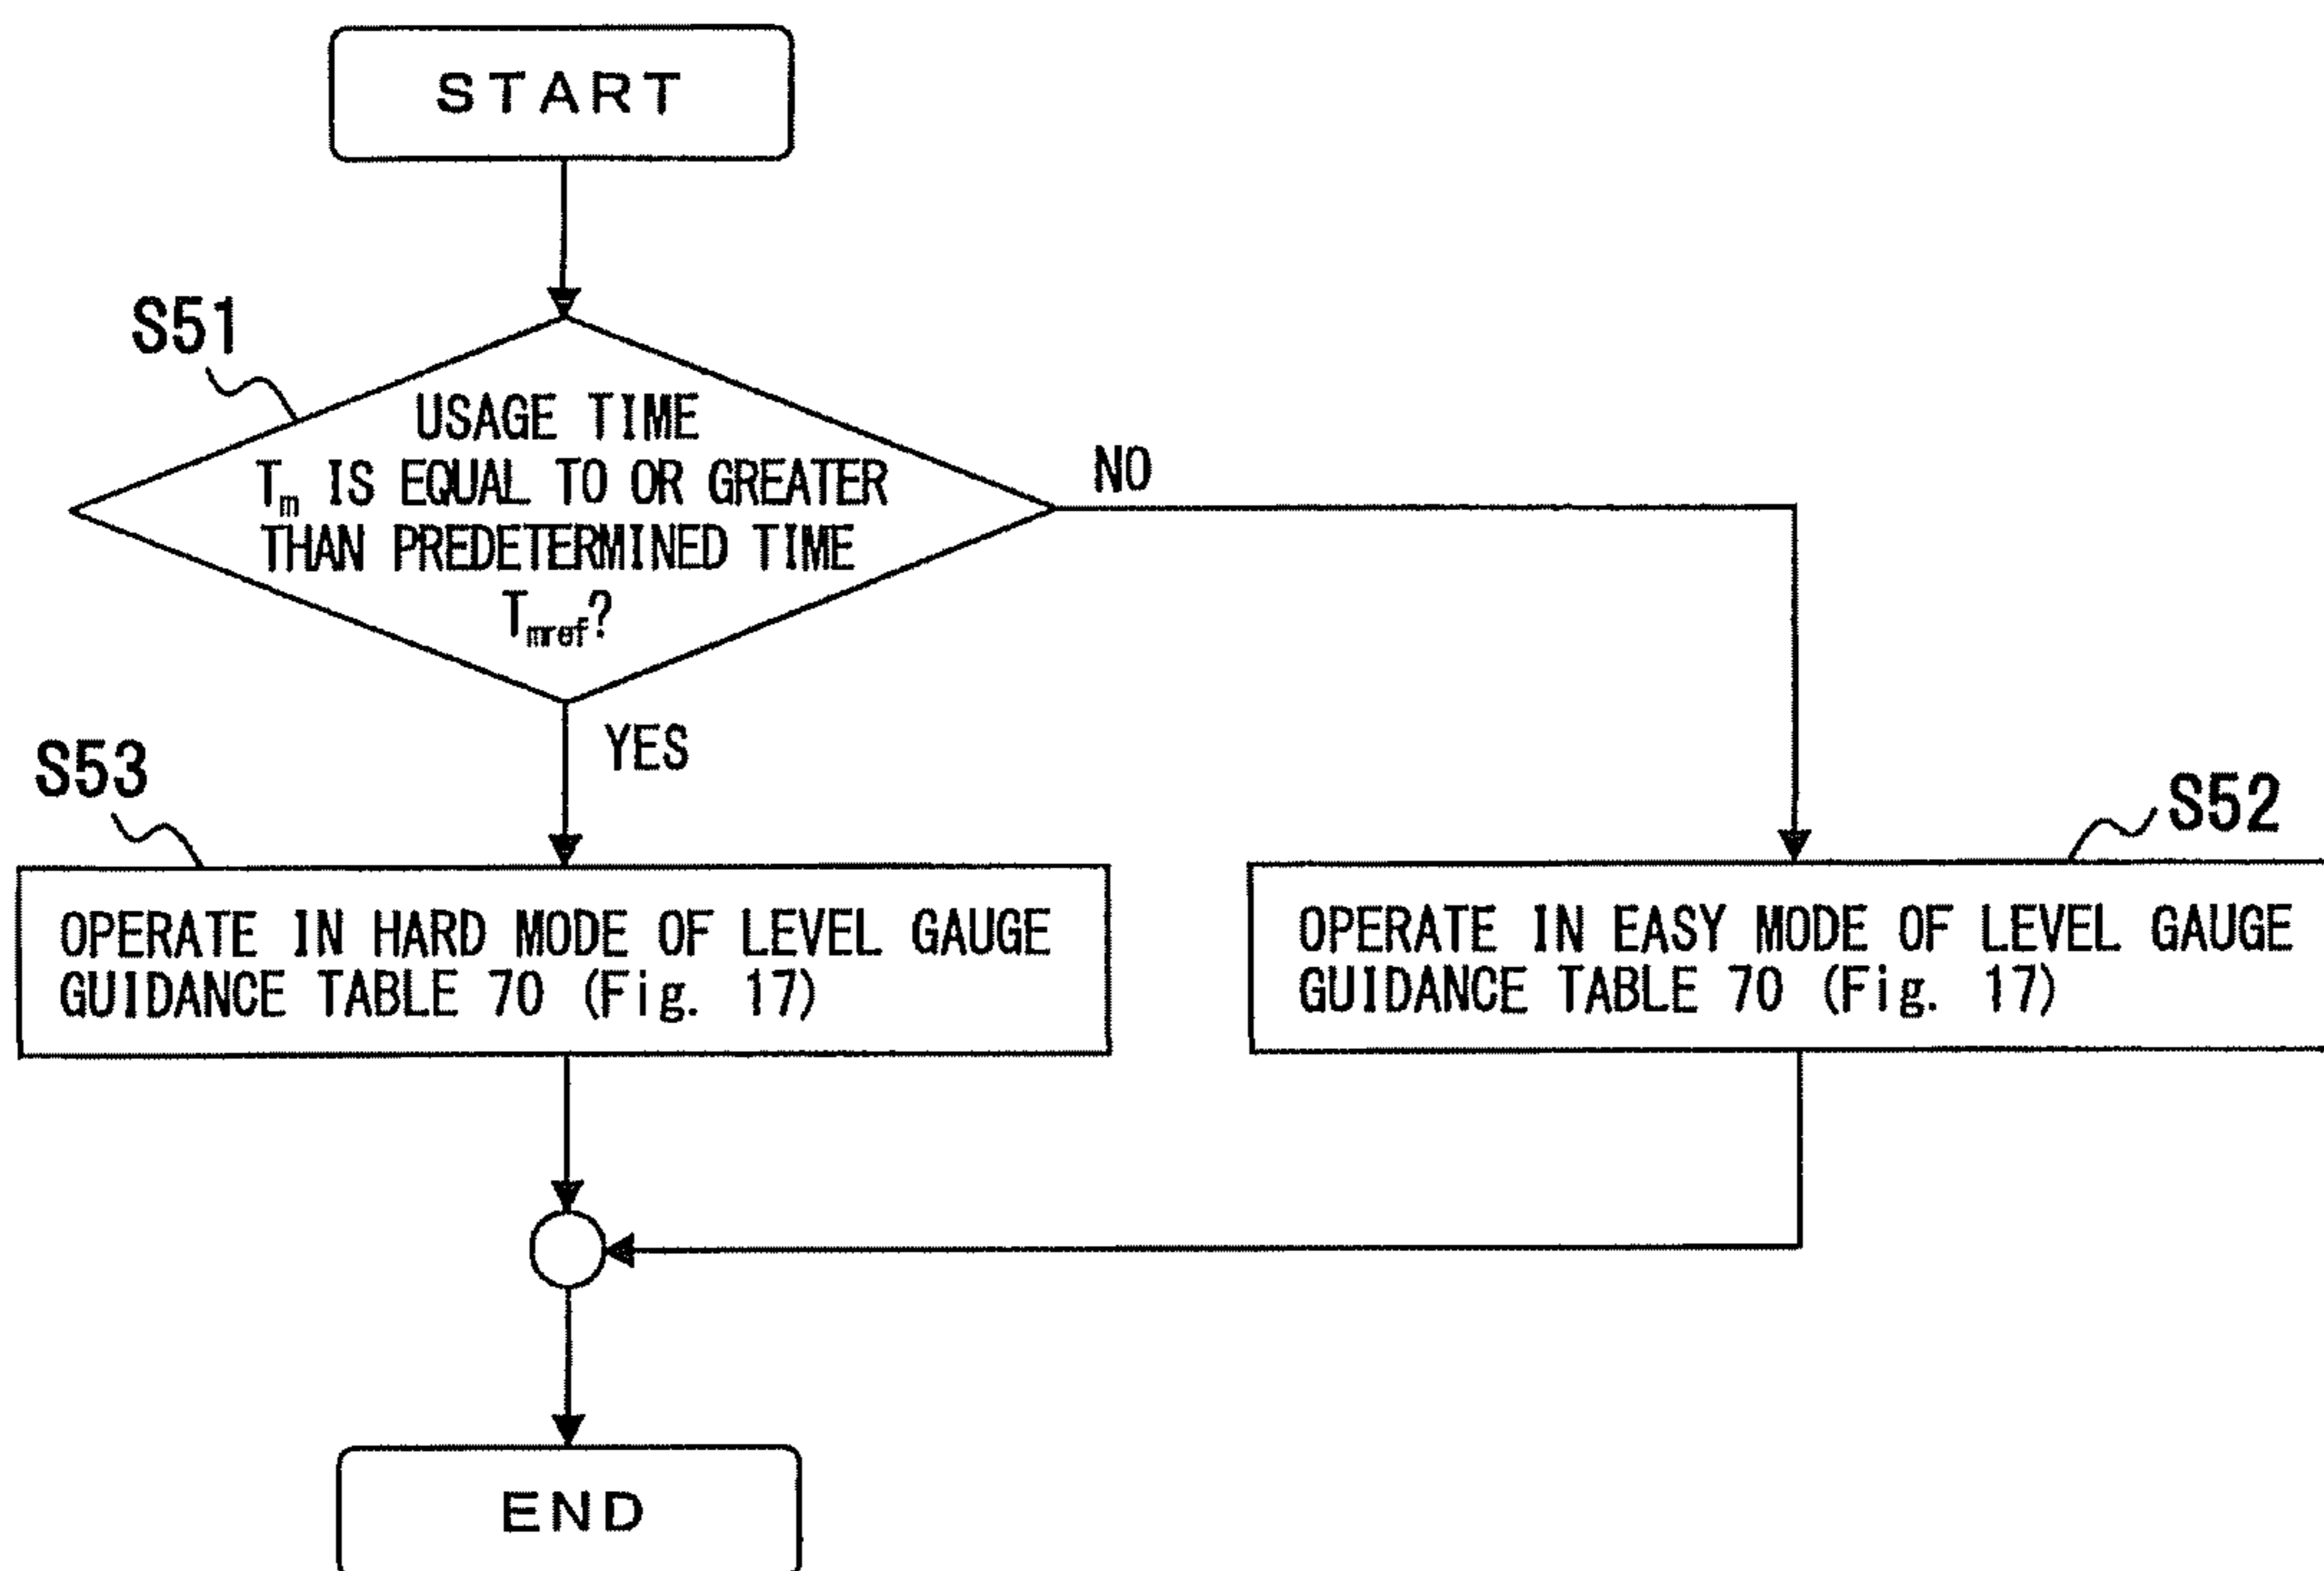 START
S51
USAGE TIME
Tm IS EQUAL TO OR GREATER
THAN PREDETERMINED TIME
Tmref?
NO
YES
S53
S52
OPERATE IN HARD MODE OF LEVEL GAUGE
GUIDANCE TABLE 70 (Fig. 17)
OPERATE IN EASY MODE OF LEVEL GAUGE
GUIDANCE TABLE 70 (Fig. 17)
END